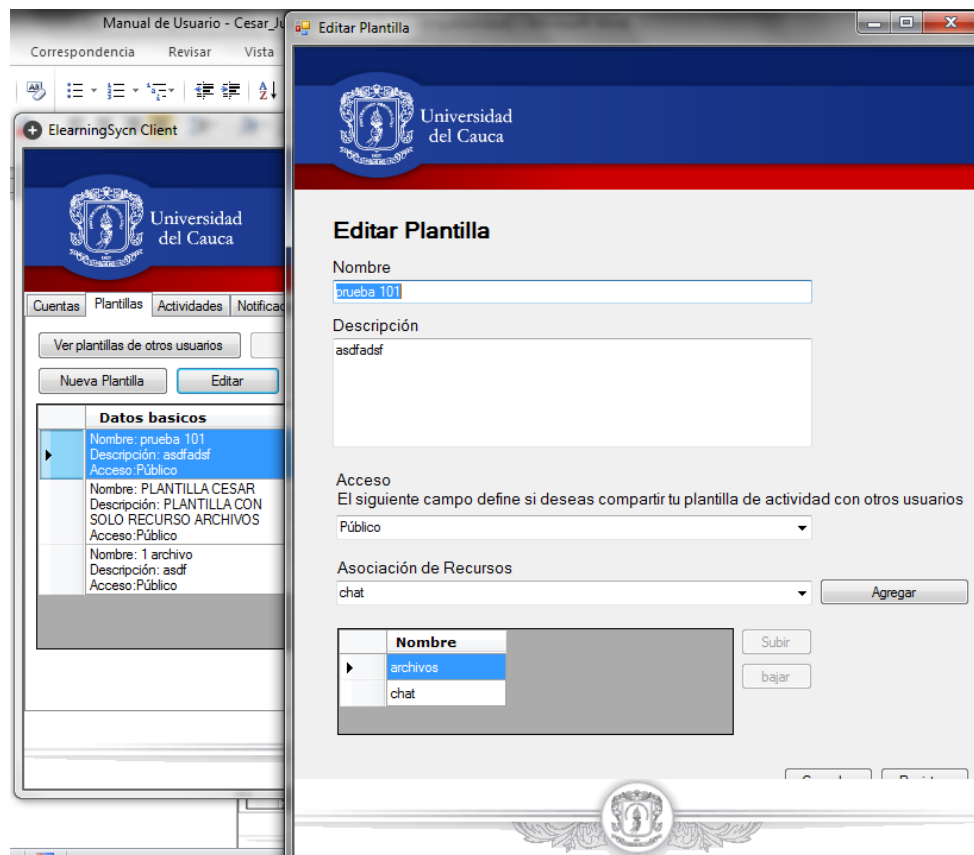 Manual de Usuario - Cesar_Ju
Correspondencia Revisar Vista
ElearningSycn Client
Universidad
del Cauca
Cuentas Plantillas Actividades Notificac
Ver plantillas de otros usuarios
Nueva Plantilla Editar
Datos basicos
Nombre: prueba 101
Descripción: asdfadsf
Acceso:Público
Nombre: PLANTILLA CESAR
Descripción: PLANTILLA CON
SOLO RECURSO ARCHIVOS
Acceso:Público
Nombre: 1 archivo
Descripción: asdf
Acceso:Público
Editar Plantilla
Universidad
del Cauca
Editar Plantilla
Nombre
prueba 101
Descripción
asdfadsf
Acceso
El siguiente campo define si deseas compartir tu plantilla de actividad con otros usuarios
Público
Asociación de Recursos
chat
Agregar
Nombre
archivos
chat
Subir
bajar